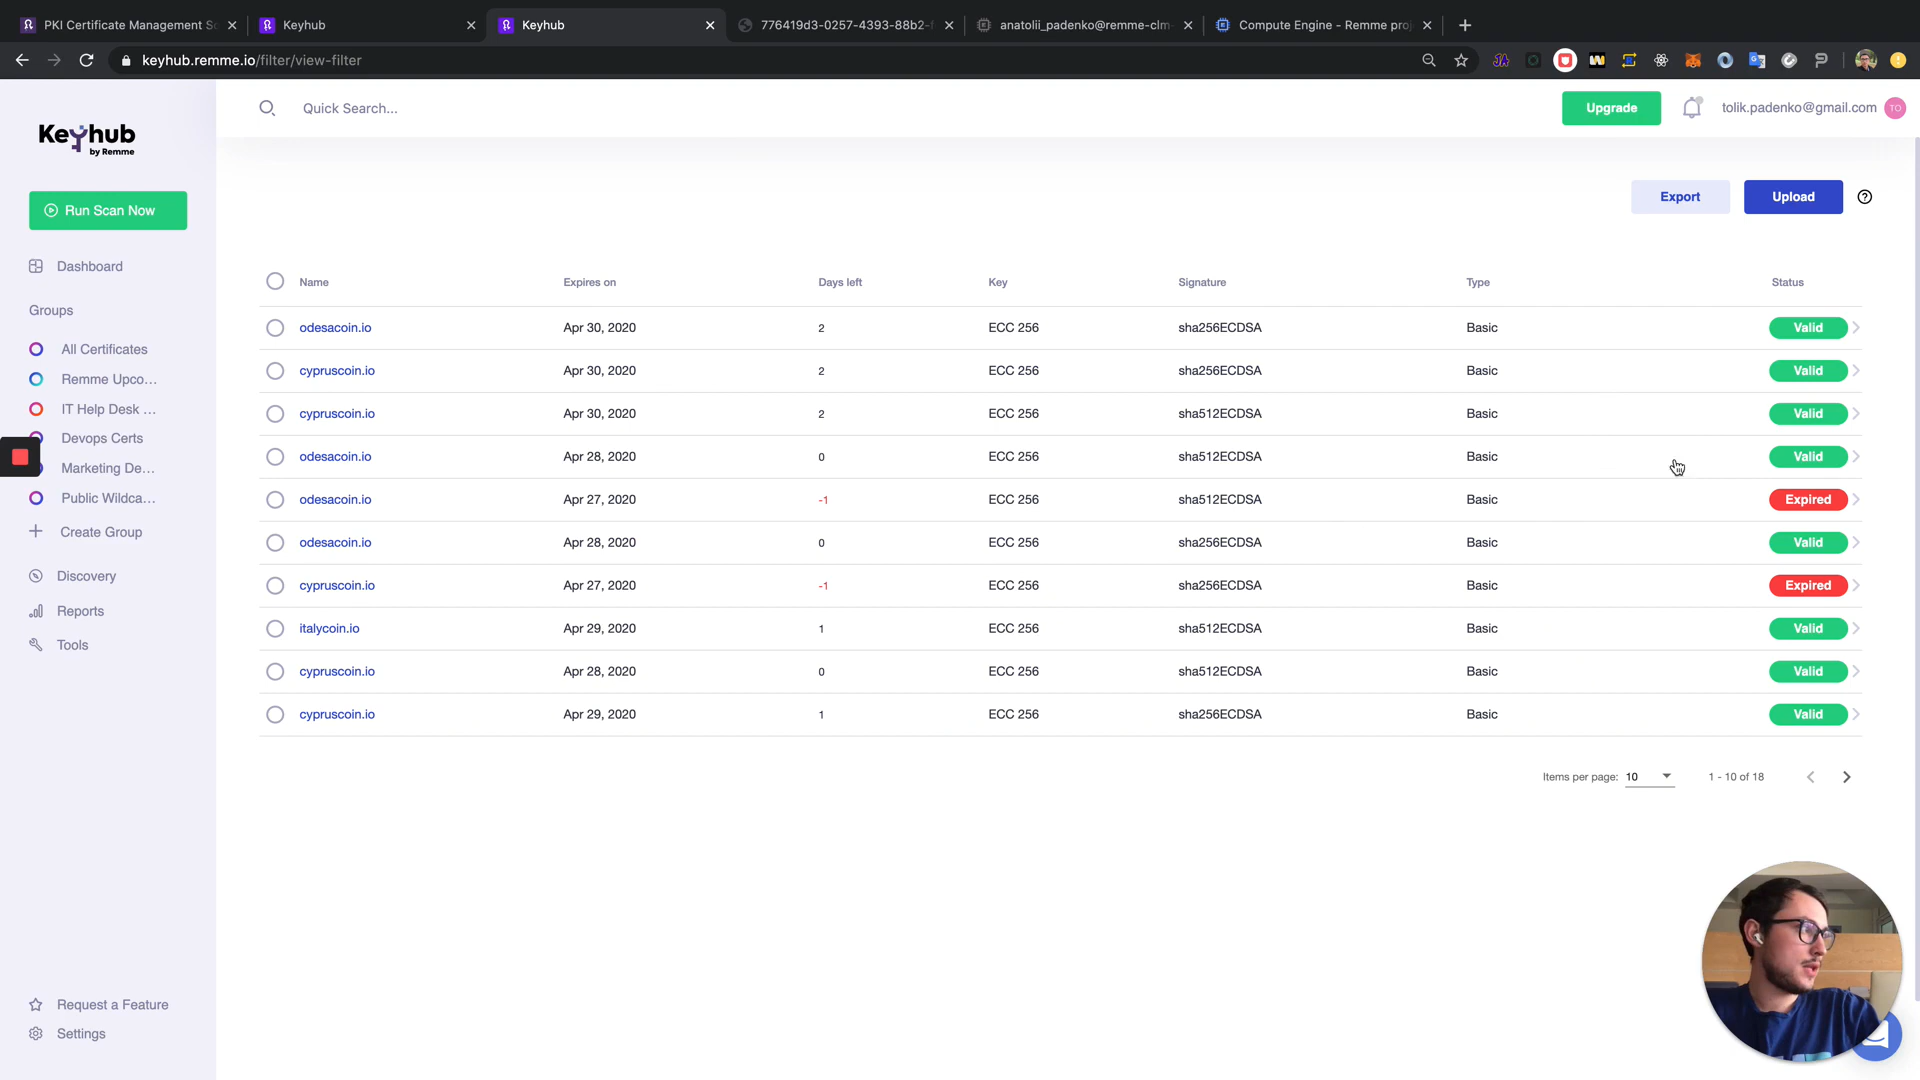 PKI Certificate Management So
Keyhub
Keyhub
776419d3-0257-4393-88b2-f
anatolii_padenko@remme-clm-
Compute Engine - Remme proj
keyhub.remme.io/filter/view-filter
Keyhub
by Remme
Quick Search...
Upgrade
tolik.padenko@gmail.com
TO
Run Scan Now
Export
Upload
Dashboard
Groups
All Certificates
Remme Upco...
IT Help Desk ...
Devops Certs
Marketing De...
Public Wildca...
Create Group
Discovery
Reports
Tools
Request a Feature
Settings
Name Expires on Days left Key Signature Type Status
odesacoin.io Apr 30, 2020 2 ECC 256 sha256ECDSA Basic Valid
cypruscoin.io Apr 30, 2020 2 ECC 256 sha256ECDSA Basic Valid
cypruscoin.io Apr 30, 2020 2 ECC 256 sha512ECDSA Basic Valid
odesacoin.io Apr 28, 2020 0 ECC 256 sha512ECDSA Basic Valid
odesacoin.io Apr 27, 2020 -1 ECC 256 sha512ECDSA Basic Expired
odesacoin.io Apr 28, 2020 0 ECC 256 sha256ECDSA Basic Valid
cypruscoin.io Apr 27, 2020 -1 ECC 256 sha256ECDSA Basic Expired
italycoin.io Apr 29, 2020 1 ECC 256 sha512ECDSA Basic Valid
cypruscoin.io Apr 28, 2020 0 ECC 256 sha512ECDSA Basic Valid
cypruscoin.io Apr 29, 2020 1 ECC 256 sha256ECDSA Basic Valid
Items per page: 10 1 - 10 of 18